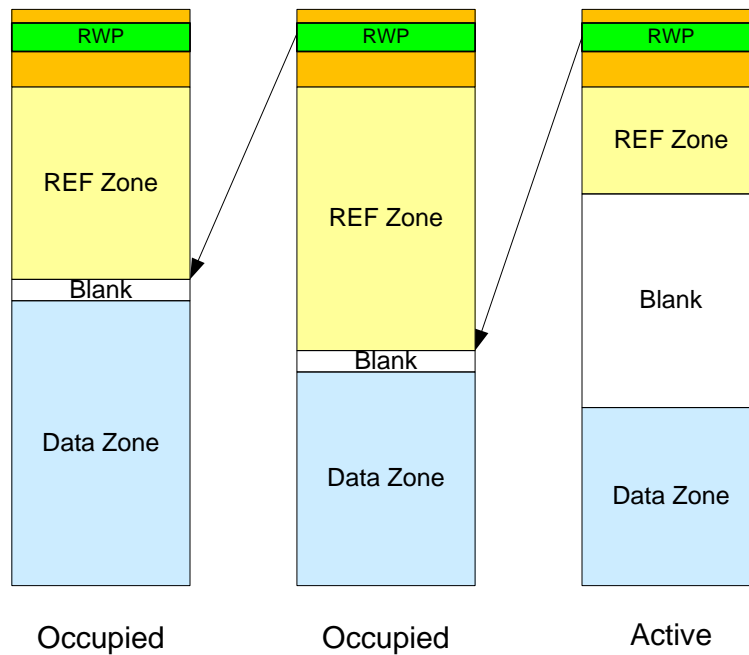 RWP
REF Zone
Blank
Data Zone
Occupied
RWP
REF Zone
Blank
Data Zone
Occupied
RWP
REF Zone
Blank
Data Zone
Active